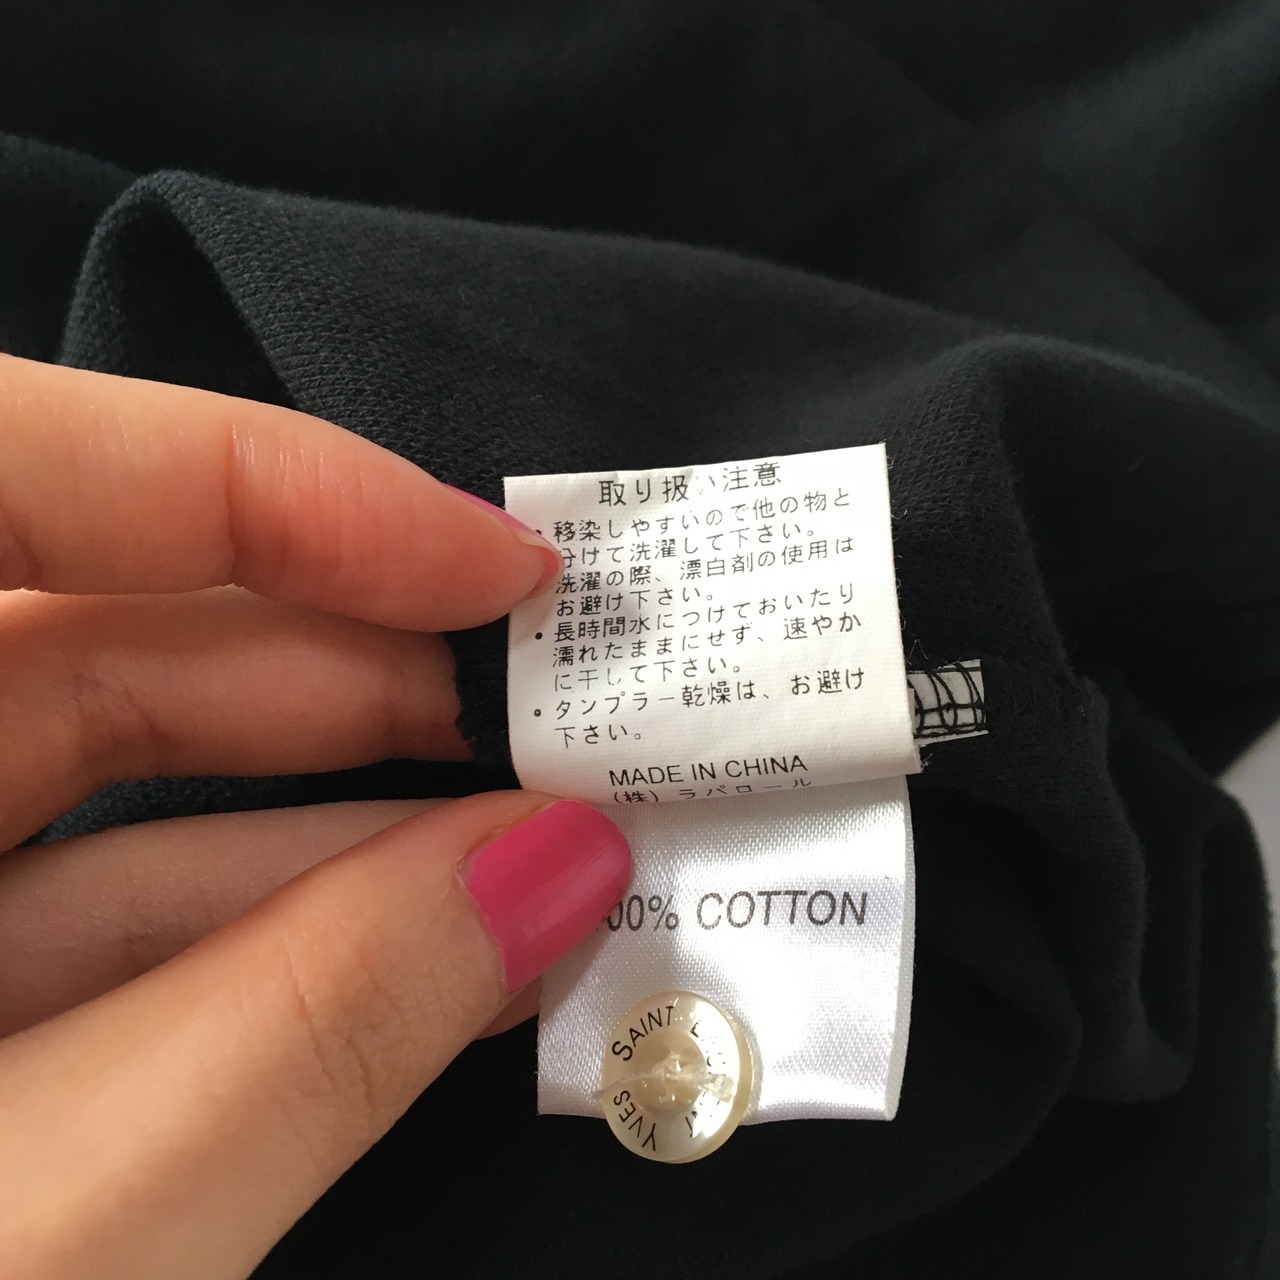 取り扱い注意
・移染しやすいので他の物と
分けて洗濯して下さい。
洗濯の際、漂白剤の使用は
お避け下さい。
・長時間水につけておいたり
濡れたままにせず、速やか
に干して下さい。
・タンブラー乾燥は、お避け
下さい。
MADE IN CHINA
(株) ラパロール
00% COTTON
YVES SAINT